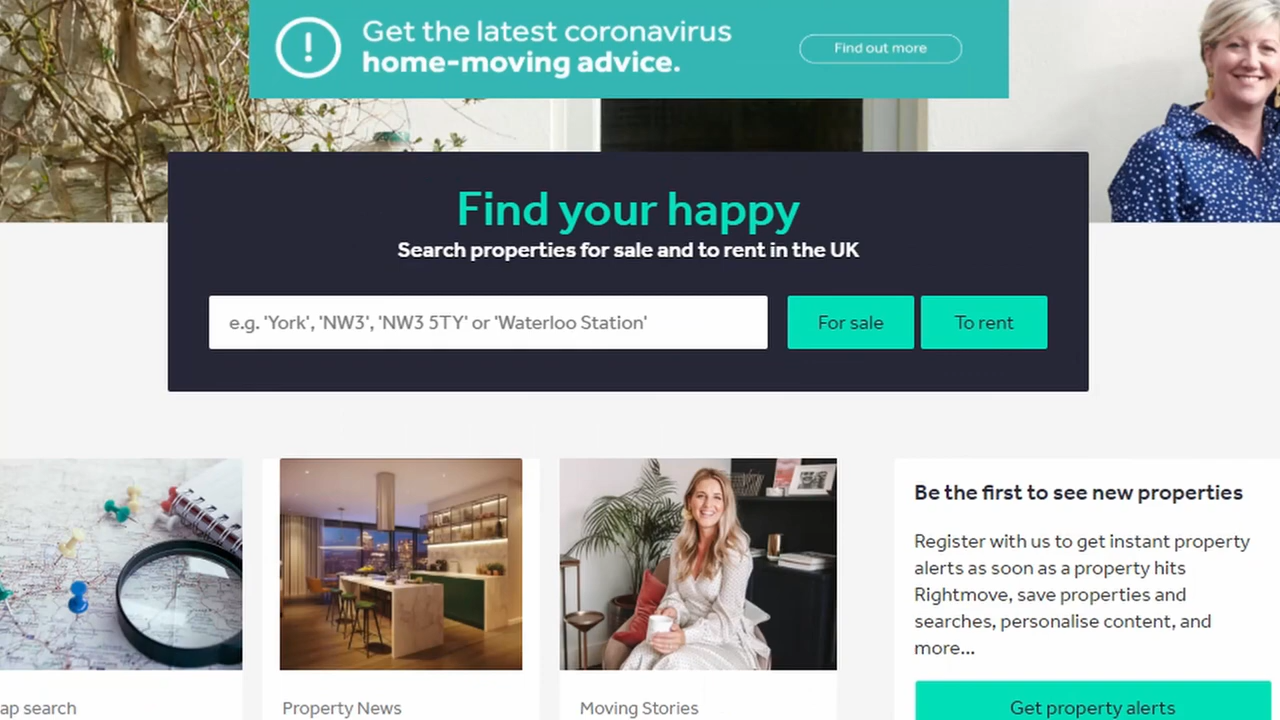 Get the latest coronavirus
home-moving advice.
Find out more
Find your happy
Search properties for sale and to rent in the UK
e.g. 'York', 'NW3', 'NW3 5TY' or 'Waterloo Station'
For sale
To rent
ap search
Property News
Moving Stories
Be the first to see new properties
Register with us to get instant property
alerts as soon as a property hits
Rightmove, save properties and
searches, personalise content, and
more...
Get property alerts